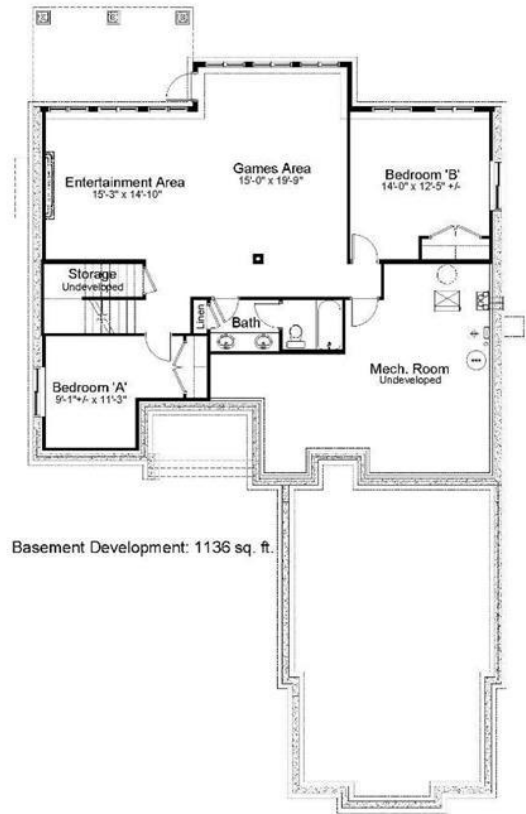 Entertainment Area
15'-3" x 14'-10"
Games Area
15'-0" x 19'-9"
Bedroom 'B'
14'-0" x 12'-5" +/-
Storage
Undeveloped
Linen
Bath
Mech. Room
Undeveloped
Bedroom 'A'
9'-1"+/- x 11'-3"
Basement Development: 1136 sq. ft.